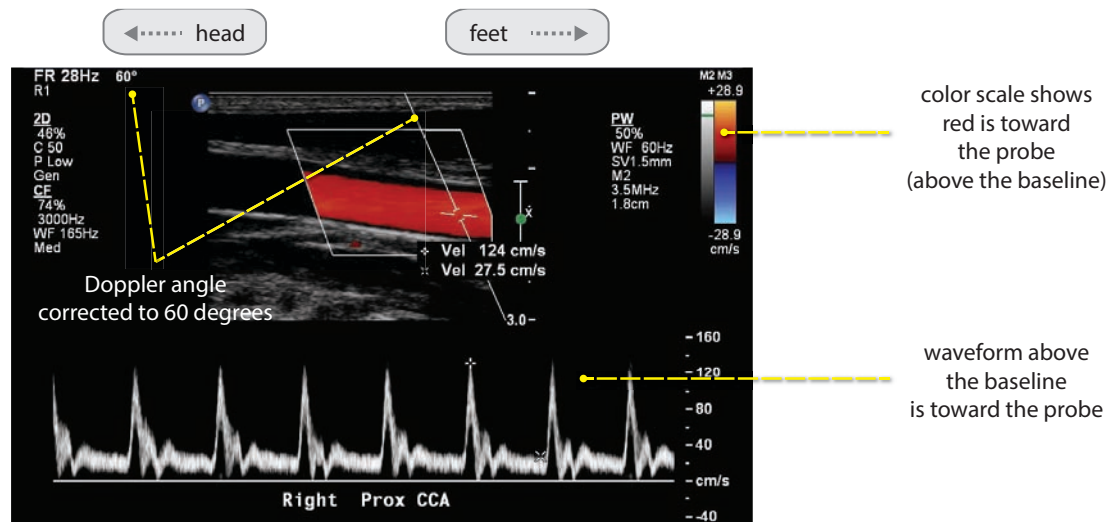 head
feet
FR 28Hz 60°
R1
2D
46%
C 50
P Low
Gen
CF
74%
3000Hz
WF 165Hz
Med
P
Doppler angle
corrected to 60 degrees
x
Vel 124 cm/s
Vel 27.5 cm/s
3.0
PW
50%
WF 60Hz
SV1.5mm
M2
3.5MHz
1.8cm
M2 M3
+28.9
-28.9
cm/s
color scale shows
red is toward
the probe
(above the baseline)
waveform above
the baseline
is toward the probe
160
120
80
40
cm/s
-40
Right Prox CCA